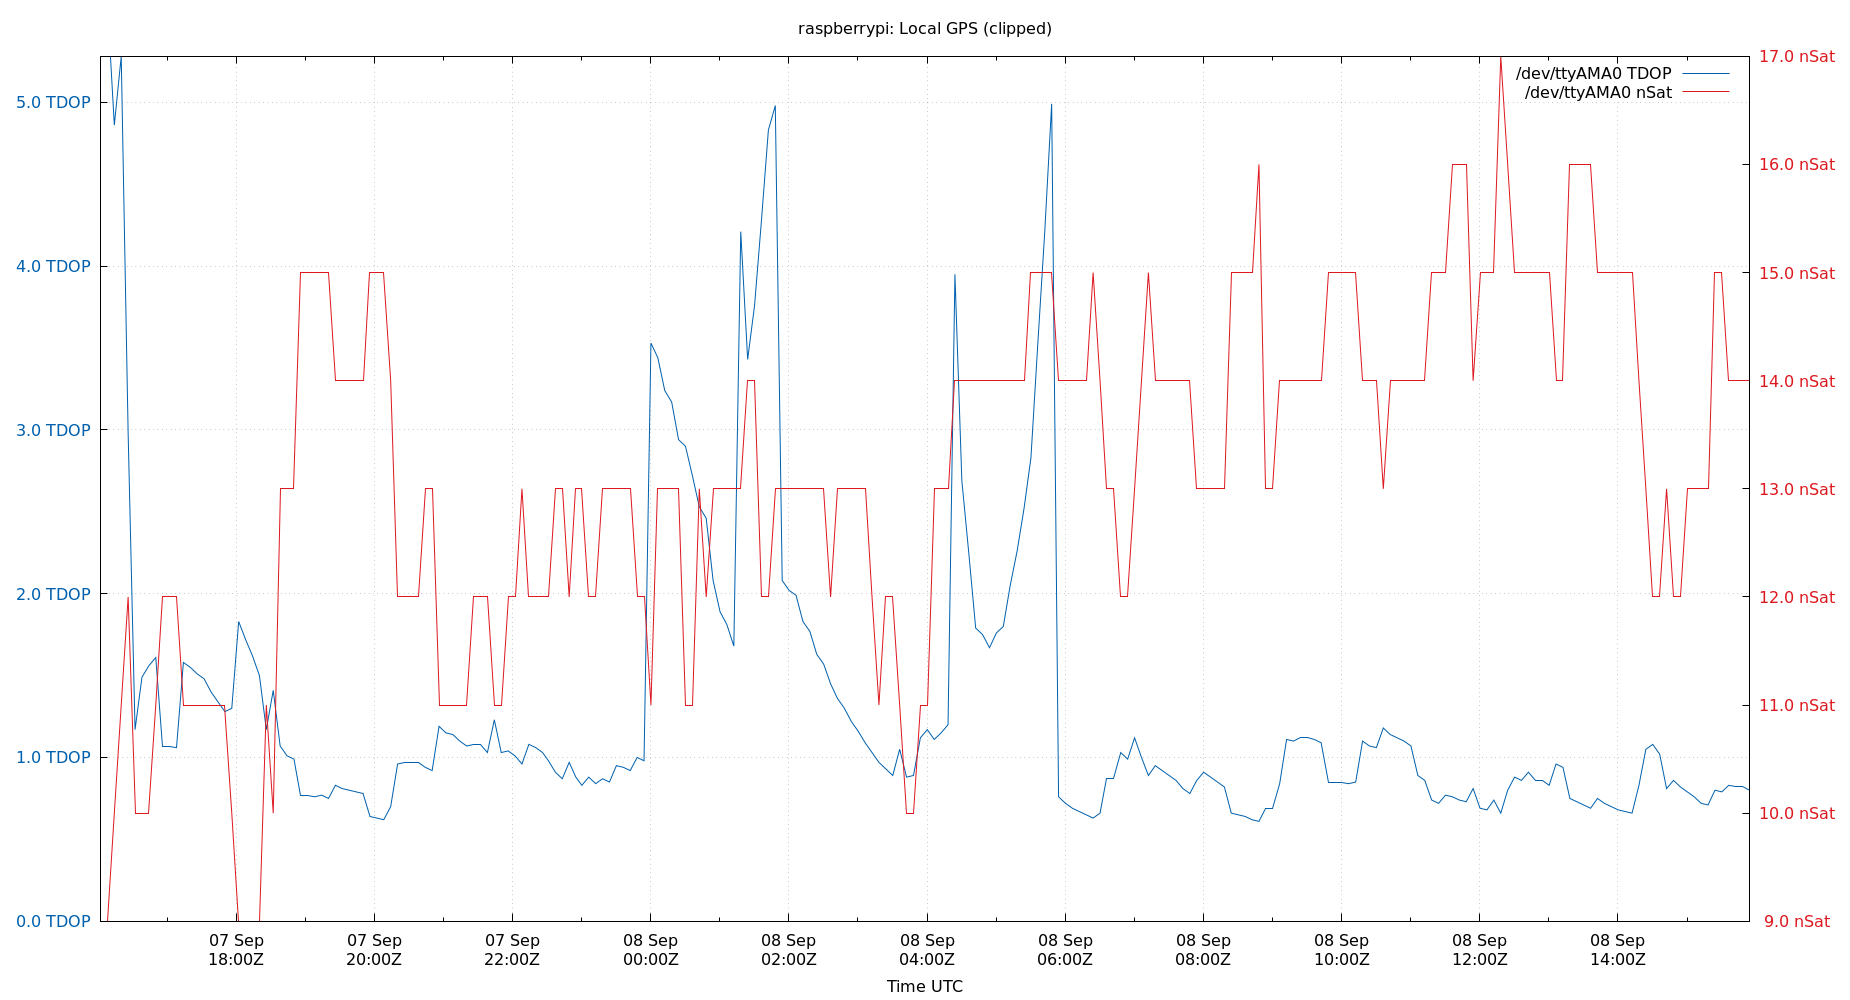 raspberrypi: Local GPS (clipped)
/dev/ttyAMA0 TDOP
/dev/ttyAMA0 nSat
5.0 TDOP
4.0 TDOP
3.0 TDOP
2.0 TDOP
1.0 TDOP
0.0 TDOP
17.0 nSat
16.0 nSat
15.0 nSat
14.0 nSat
13.0 nSat
12.0 nSat
11.0 nSat
10.0 nSat
9.0 nSat
07 Sep
18:00Z
07 Sep
20:00Z
07 Sep
22:00Z
08 Sep
00:00Z
08 Sep
02:00Z
08 Sep
04:00Z
08 Sep
06:00Z
08 Sep
08:00Z
08 Sep
10:00Z
08 Sep
12:00Z
08 Sep
14:00Z
Time UTC